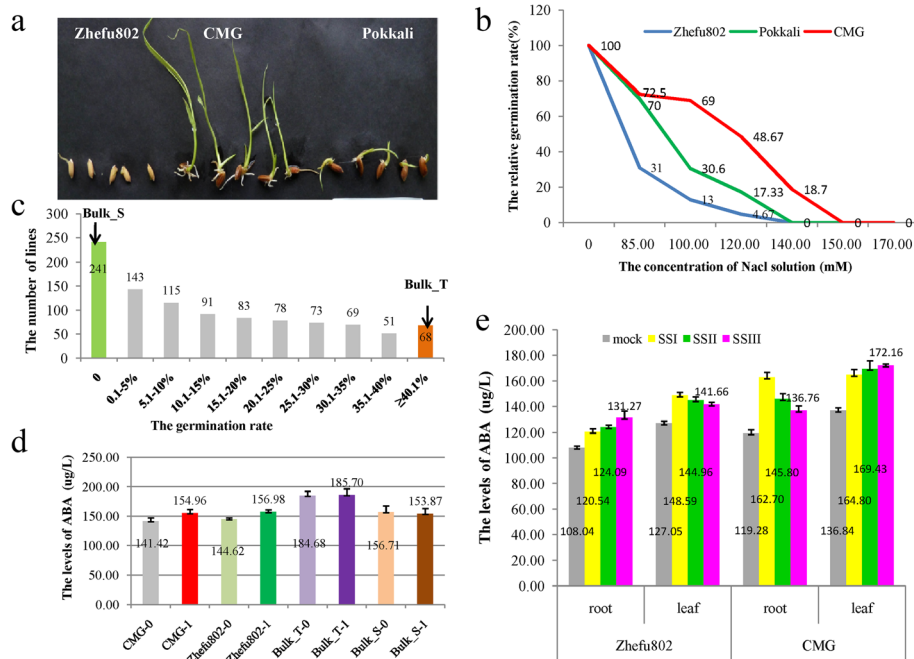 a
Zhefu802 CMG Pokkali
b
Zhefu802 Pokkali CMG
The relative germination rate(%)
120
100
80
60
40
20
0
100
72.5
70
69
48.67
31
30.6
13
17.33
4.67
18.7
0
0
0
0 85.00 100.00 120.00 140.00 150.00 170.00
The concentration of Nacl solution (mM)
c
The number of lines
300
250
200
150
100
50
0
Bulk_S
Bulk_T
241 143 115 91 83 78 73 69 51 68
0 0.1-5% 5.1-10% 10.1-15% 15.1-20% 20.1-25% 25.1-30% 30.1-35% 35.1-40% ≥40.1%
The germination rate
d
The levels of ABA (ug/L)
250.00
200.00
150.00
100.00
50.00
0.00
141.42 154.96 144.62 156.98 184.68 185.70 156.71 153.87
CMG-0 CMG-1 Zhefu802-0 Zhefu802-1 Bulk_T-0 Bulk_T-1 Bulk_S-0 Bulk_S-1
e
mock SSI SSII SSIII
The levels of ABA (ug/L)
200.00
180.00
160.00
140.00
120.00
100.00
80.00
60.00
40.00
20.00
0.00
108.04 120.54 124.09 131.27
127.05 148.59 144.96 141.66
119.28 162.70 145.80 136.76
136.84 164.80 169.43 172.16
root leaf root leaf
Zhefu802 CMG